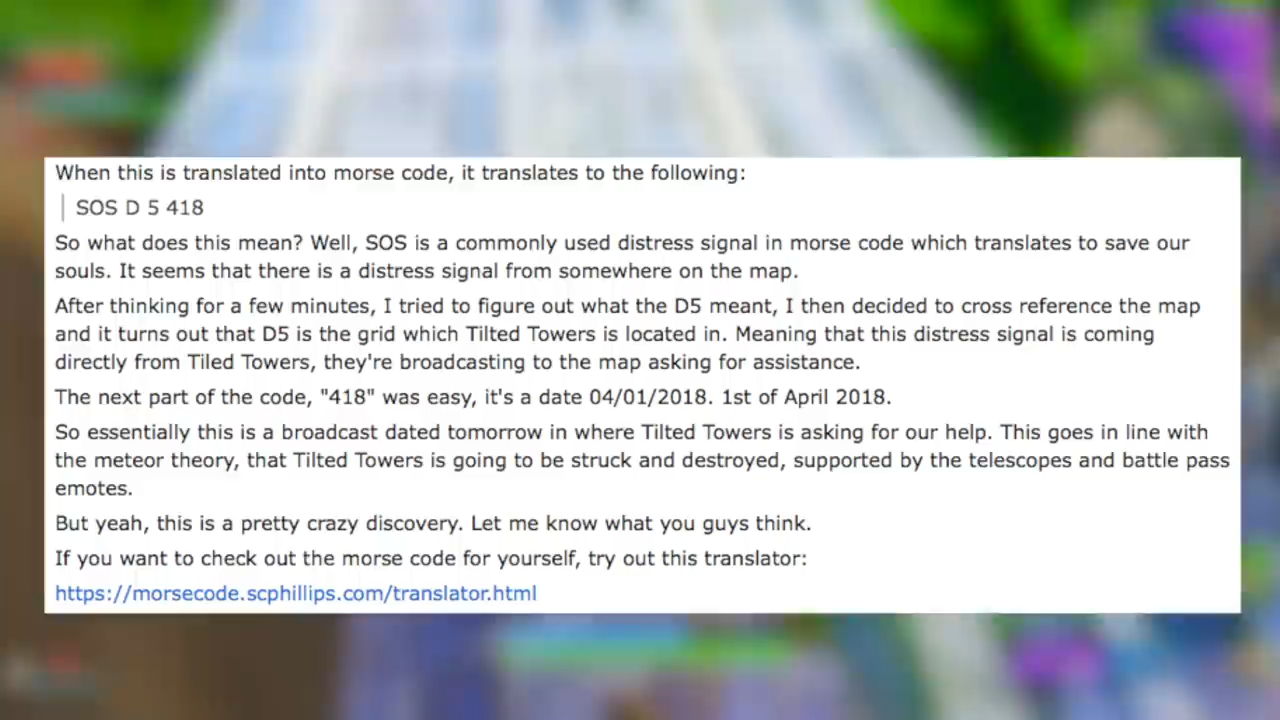 When this is translated into morse code, it translates to the following:
SOS D 5 418
So what does this mean? Well, SOS is a commonly used distress signal in morse code which translates to save our
souls. It seems that there is a distress signal from somewhere on the map.
After thinking for a few minutes, I tried to figure out what the D5 meant, I then decided to cross reference the map
and it turns out that D5 is the grid which Tilted Towers is located in. Meaning that this distress signal is coming
directly from Tiled Towers, they're broadcasting to the map asking for assistance.
The next part of the code, "418" was easy, it's a date 04/01/2018. 1st of April 2018.
So essentially this is a broadcast dated tomorrow in where Tilted Towers is asking for our help. This goes in line with
the meteor theory, that Tilted Towers is going to be struck and destroyed, supported by the telescopes and battle pass
emotes.
But yeah, this is a pretty crazy discovery. Let me know what you guys think.
If you want to check out the morse code for yourself, try out this translator:
https://morsecode.scphillips.com/translator.html